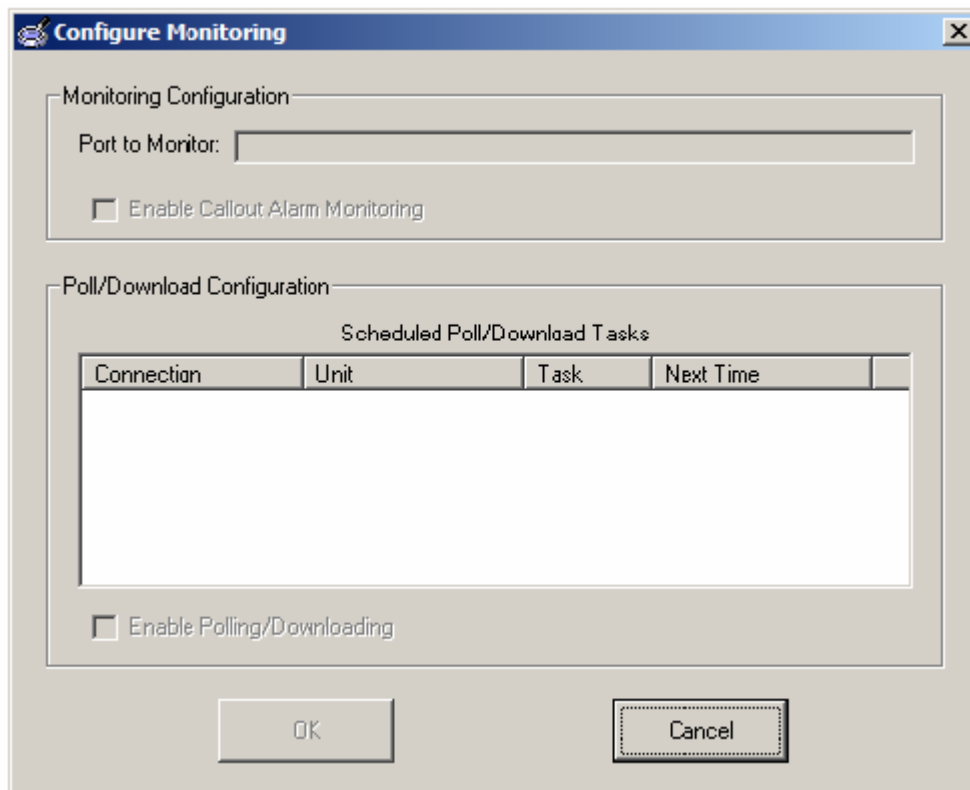 Configure Monitoring
Monitoring Configuration
Port to Monitor:
Enable Callout Alarm Monitoring
Poll/Download Configuration
Scheduled Poll/Download Tasks
Connection Unit Task Next Time
Enable Polling/Downloading
OK Cancel